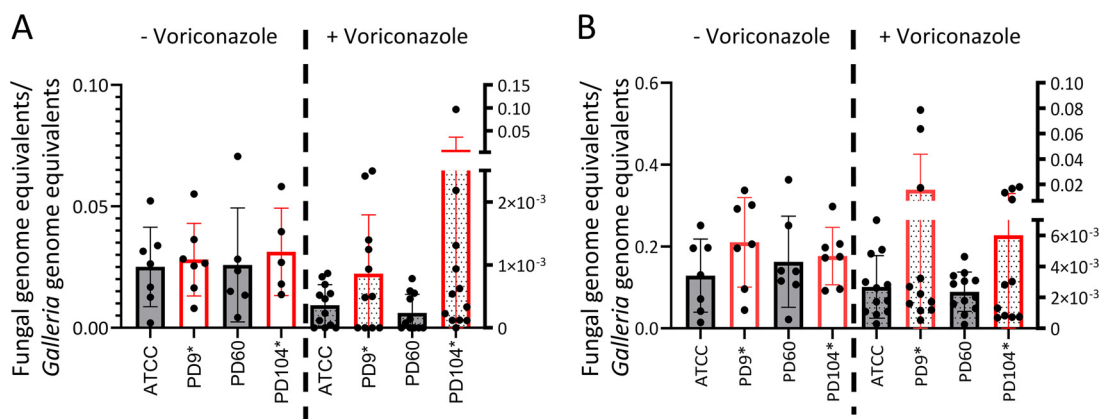 A
- Voriconazole
+ Voriconazole
Fungal genome equivalents/
Galleria genome equivalents
0.10
0.05
0.00
0.15
0.10
0.05
2×10⁻³
1×10⁻³
0
ATCC
PD9*
PD60
PD104*
ATCC
PD9*
PD60
PD104*
B
- Voriconazole
+ Voriconazole
Fungal genome equivalents/
Galleria genome equivalents
0.6
0.4
0.2
0.0
0.10
0.08
0.06
0.04
0.02
6×10⁻³
4×10⁻³
2×10⁻³
0
ATCC
PD9*
PD60
PD104*
ATCC
PD9*
PD60
PD104*